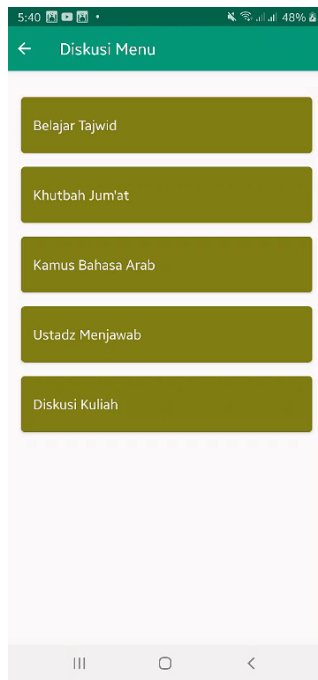 5:40
48%
Diskusi Menu
Belajar Tajwid
Khutbah Jum'at
Kamus Bahasa Arab
Ustadz Menjawab
Diskusi Kuliah